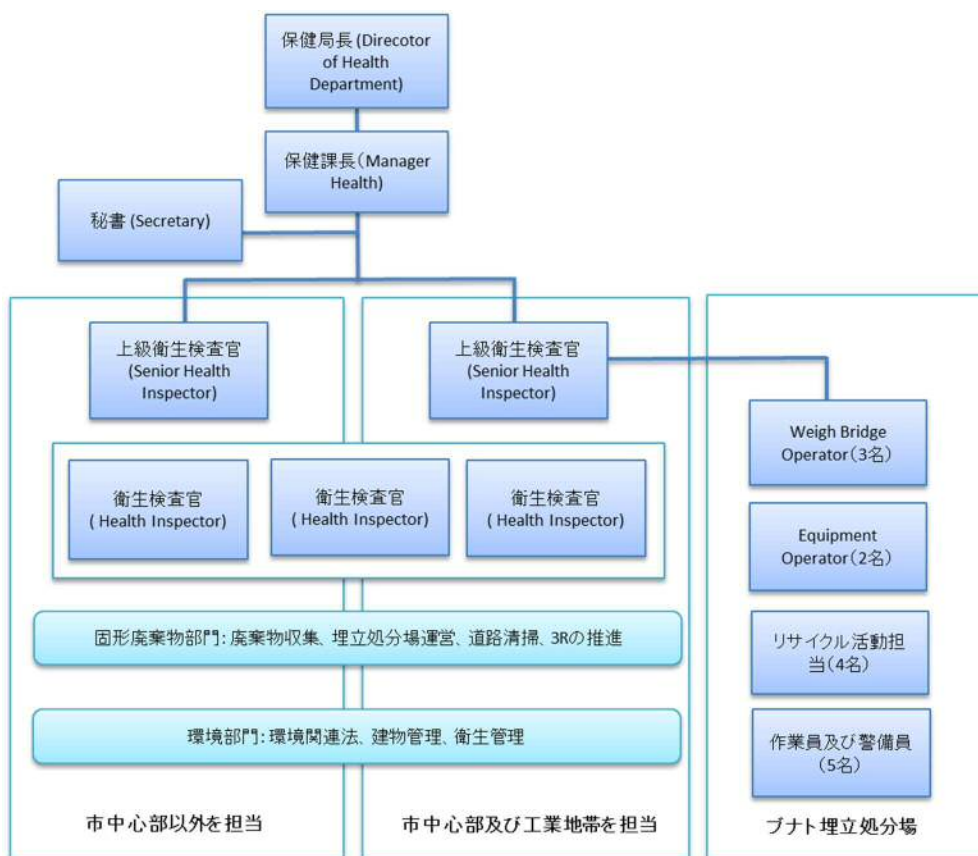 保健局長 (Direcotor
of Health
Department)
保健課長(Manager
Health)
秘書 (Secretary)
上級衛生検査官
(Senior Health
Inspector)
上級衛生検査官
(Senior Health
Inspector)
衛生検査官
( Health Inspector)
衛生検査官
( Health Inspector)
衛生検査官
( Health Inspector)
固形廃棄物部門: 廃棄物収集、埋立処分場運営、道路清掃、3Rの推進
環境部門: 環境関連法、建物管理、衛生管理
市中心部以外を担当
市中心部及び工業地帯を担当
Weigh Bridge
Operator(3名)
Equipment
Operator(2名)
リサイクル活動担
当(4名)
作業員及び警備員
(5名)
ブナト埋立処分場